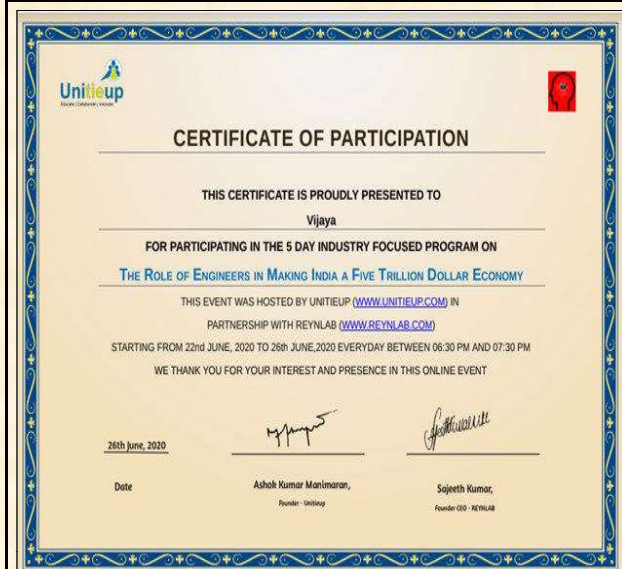 Unitieup
Educate | Collaborate | Innovate
CERTIFICATE OF PARTICIPATION
THIS CERTIFICATE IS PROUDLY PRESENTED TO
Vijaya
FOR PARTICIPATING IN THE 5 DAY INDUSTRY FOCUSED PROGRAM ON
THE ROLE OF ENGINEERS IN MAKING INDIA A FIVE TRILLION DOLLAR ECONOMY
THIS EVENT WAS HOSTED BY UNITIEUP (WWW.UNITIEUP.COM) IN
PARTNERSHIP WITH REYNLAB (WWW.REYNLAB.COM)
STARTING FROM 22nd JUNE, 2020 TO 26th JUNE,2020 EVERYDAY BETWEEN 06:30 PM AND 07:30 PM
WE THANK YOU FOR YOUR INTEREST AND PRESENCE IN THIS ONLINE EVENT
26th June, 2020
Date
Ashok Kumar Manimaran,
Founder - Unitieup
Sajeeth Kumar,
Founder CEO - REYNLAB